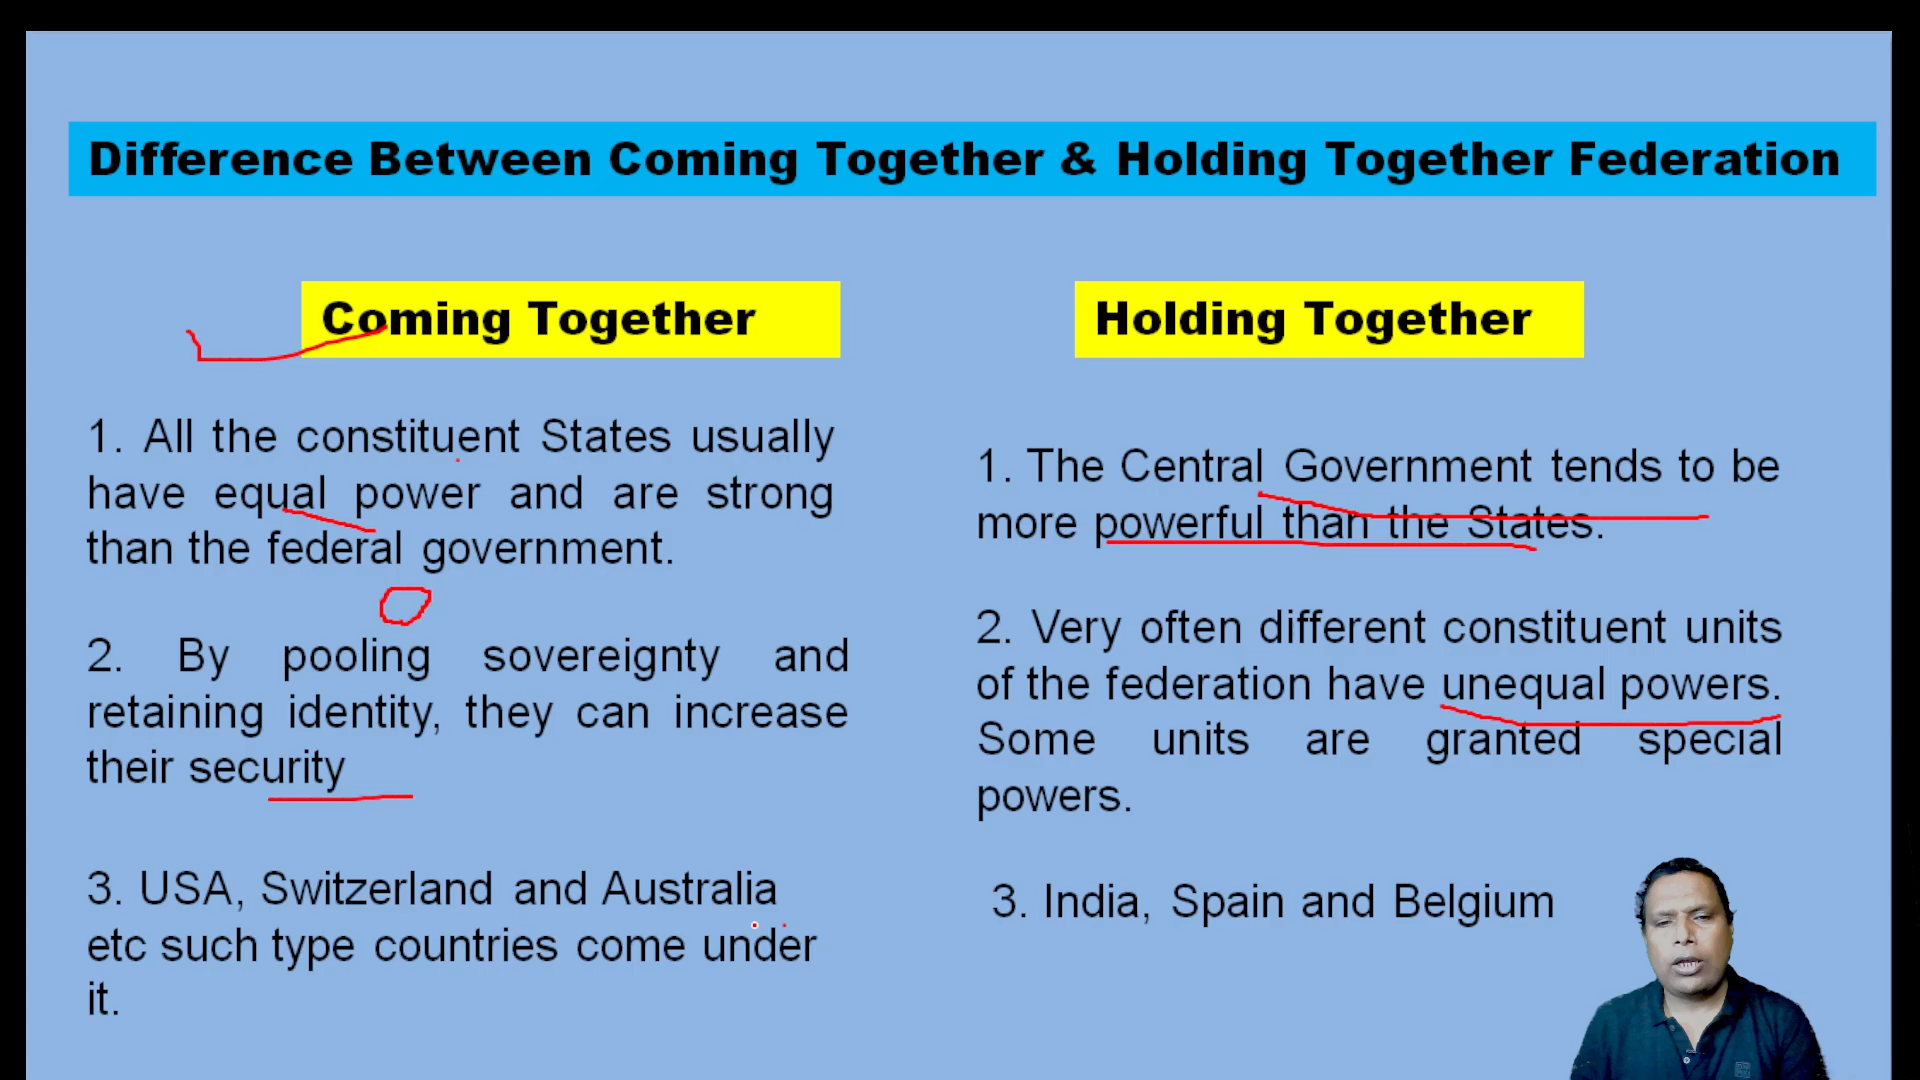 Difference Between Coming Together & Holding Together Federation
Coming Together
1. All the constituent States usually
have equal power and are strong
than the federal government.
2. By pooling sovereignty and
retaining identity, they can increase
their security
3. USA, Switzerland and Australia
etc such type countries come under
it.
Holding Together
1. The Central Government tends to be
more powerful than the States.
2. Very often different constituent units
of the federation have unequal powers.
Some units are granted special
powers.
3. India, Spain and Belgium